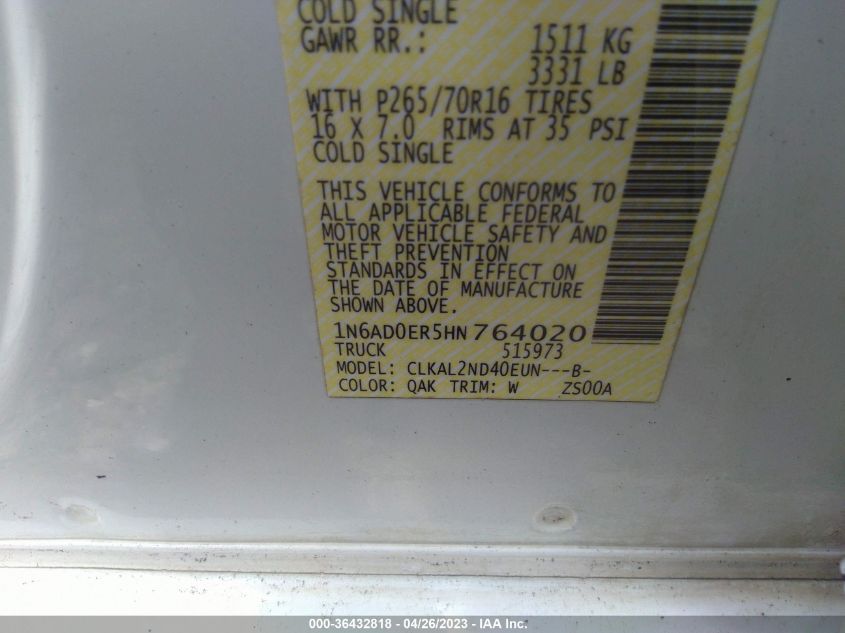 COLD SINGLE
GAWR RR.: 1511 KG
3331 LB
WITH P265/70R16 TIRES
16 X 7.0 RIMS AT 35 PSI
COLD SINGLE
THIS VEHICLE CONFORMS TO
ALL APPLICABLE FEDERAL
MOTOR VEHICLE SAFETY AND
THEFT PREVENTION
STANDARDS IN EFFECT ON
THE DATE OF MANUFACTURE
SHOWN ABOVE.
1N6AD0ER5HN764020
TRUCK 515973
MODEL: CLKAL2ND40EUN---B-
COLOR: QAK TRIM: W ZS00A
000-36432818 - 04/26/2023 - IAA Inc.